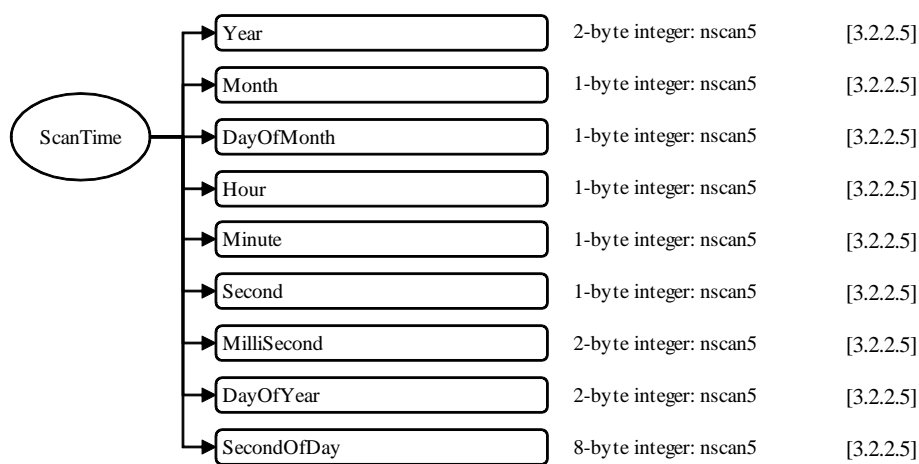 Year 2-byte integer: nscan5 [3.2.2.5]
Month 1-byte integer: nscan5 [3.2.2.5]
ScanTime
DayOfMonth 1-byte integer: nscan5 [3.2.2.5]
Hour 1-byte integer: nscan5 [3.2.2.5]
Minute 1-byte integer: nscan5 [3.2.2.5]
Second 1-byte integer: nscan5 [3.2.2.5]
MilliSecond 2-byte integer: nscan5 [3.2.2.5]
DayOfYear 2-byte integer: nscan5 [3.2.2.5]
SecondOfDay 8-byte integer: nscan5 [3.2.2.5]